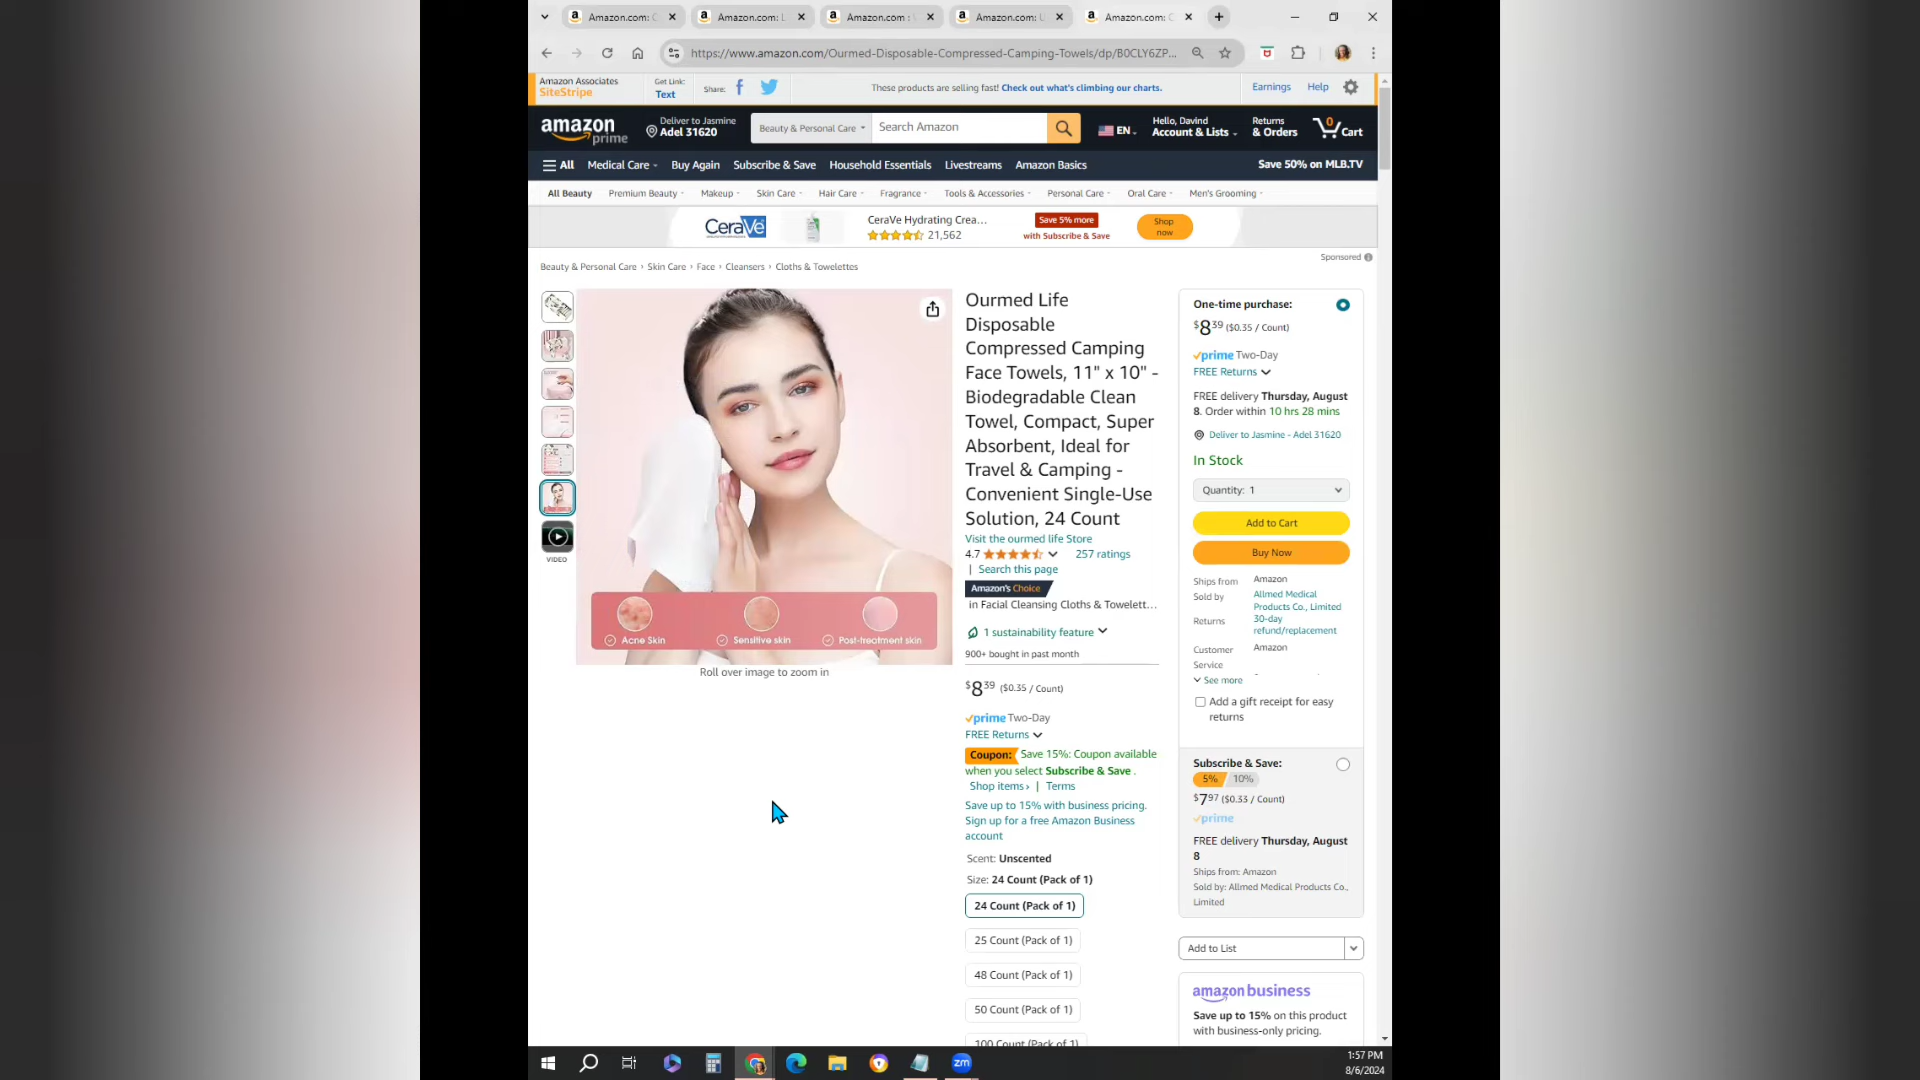 Amazon.com: C
Amazon.com: L
Amazon.com :
Amazon.com: U
Amazon.com: C
https://www.amazon.com/Ourmed-Disposable-Compressed-Camping-Towels/dp/B0CLY6ZP...
Amazon Associates
SiteStripe
Get Link:
Text
Share:
These products are selling fast! Check out what's climbing our charts.
Earnings
Help
amazon prime
Deliver to Jasmine
Adel 31620
Beauty & Personal Care
Search Amazon
EN
Hello, Davind
Account & Lists
Returns
& Orders
0
Cart
All
Medical Care
Buy Again
Subscribe & Save
Household Essentials
Livestreams
Amazon Basics
Save 50% on MLB.TV
All Beauty
Premium Beauty
Makeup
Skin Care
Hair Care
Fragrance
Tools & Accessories
Personal Care
Oral Care
Men's Grooming
CeraVe
CeraVe Hydrating Crea...
21,562
Save 5% more
with Subscribe & Save
Shop now
Sponsored
Beauty & Personal Care › Skin Care › Face › Cleansers › Cloths & Towelettes
VIDEO
Acne Skin
Sensitive skin
Post-treatment skin
Roll over image to zoom in
Ourmed Life
Disposable
Compressed Camping
Face Towels, 11" x 10" -
Biodegradable Clean
Towel, Compact, Super
Absorbent, Ideal for
Travel & Camping -
Convenient Single-Use
Solution, 24 Count
Visit the ourmed life Store
4.7
257 ratings
| Search this page
Amazon's Choice
in Facial Cleansing Cloths & Towelett...
1 sustainability feature
900+ bought in past month
$8 39 ($0.35 / Count)
prime Two-Day
FREE Returns
Coupon: Save 15%: Coupon available
when you select Subscribe & Save .
Shop items › | Terms
Save up to 15% with business pricing.
Sign up for a free Amazon Business
account
Scent: Unscented
Size: 24 Count (Pack of 1)
24 Count (Pack of 1)
25 Count (Pack of 1)
48 Count (Pack of 1)
50 Count (Pack of 1)
100 Count (Pack of 1)
One-time purchase:
$8 39 ($0.35 / Count)
prime Two-Day
FREE Returns
FREE delivery Thursday, August
8. Order within 10 hrs 28 mins
Deliver to Jasmine - Adel 31620
In Stock
Quantity: 1
Add to Cart
Buy Now
Ships from
Amazon
Sold by
Allmed Medical
Products Co., Limited
Returns
30-day
refund/replacement
Customer
Service
Amazon
See more
Add a gift receipt for easy
returns
Subscribe & Save:
5% 10%
$7 97 ($0.33 / Count)
prime
FREE delivery Thursday, August
8
Ships from: Amazon
Sold by: Allmed Medical Products Co.,
Limited
Add to List
amazon business
Save up to 15% on this product
with business-only pricing.
zm
1:57 PM
8/6/2024